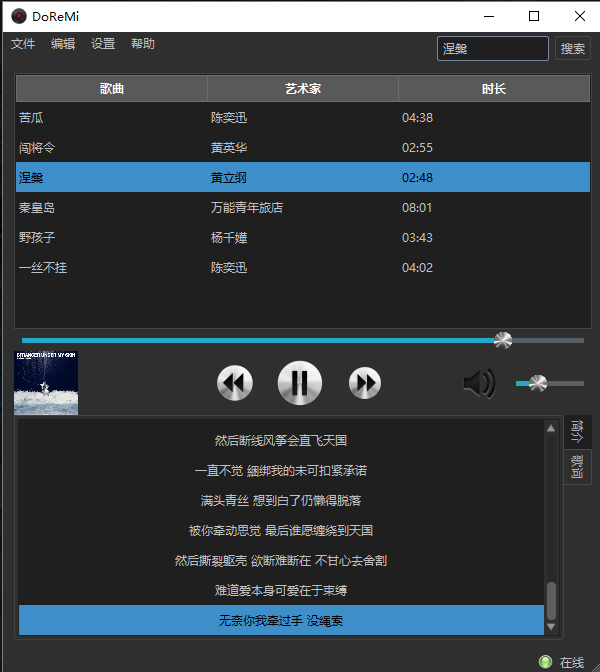 DoReMi
文件 编辑 设置 帮助 涅槃 搜索
歌曲 艺术家 时长
苦瓜 陈奕迅 04:38
闯将令 黄英华 02:55
涅槃 黄立纲 02:48
秦皇岛 万能青年旅店 08:01
野孩子 杨千嬅 03:43
一丝不挂 陈奕迅 04:02
STRANGER UNDER MY SKIN
然后断线风筝会直飞天国
一直不觉 綑绑我的未可扣紧承诺
满头青丝 想到白了仍懒得脱落
被你牵动思觉 最后谁愿缠绕到天国
然后撕裂躯壳 欲断难断在 不甘心去舍割
难道爱本身可爱在于束缚
无奈你我牵过手 没绳索
简介
歌词
在线